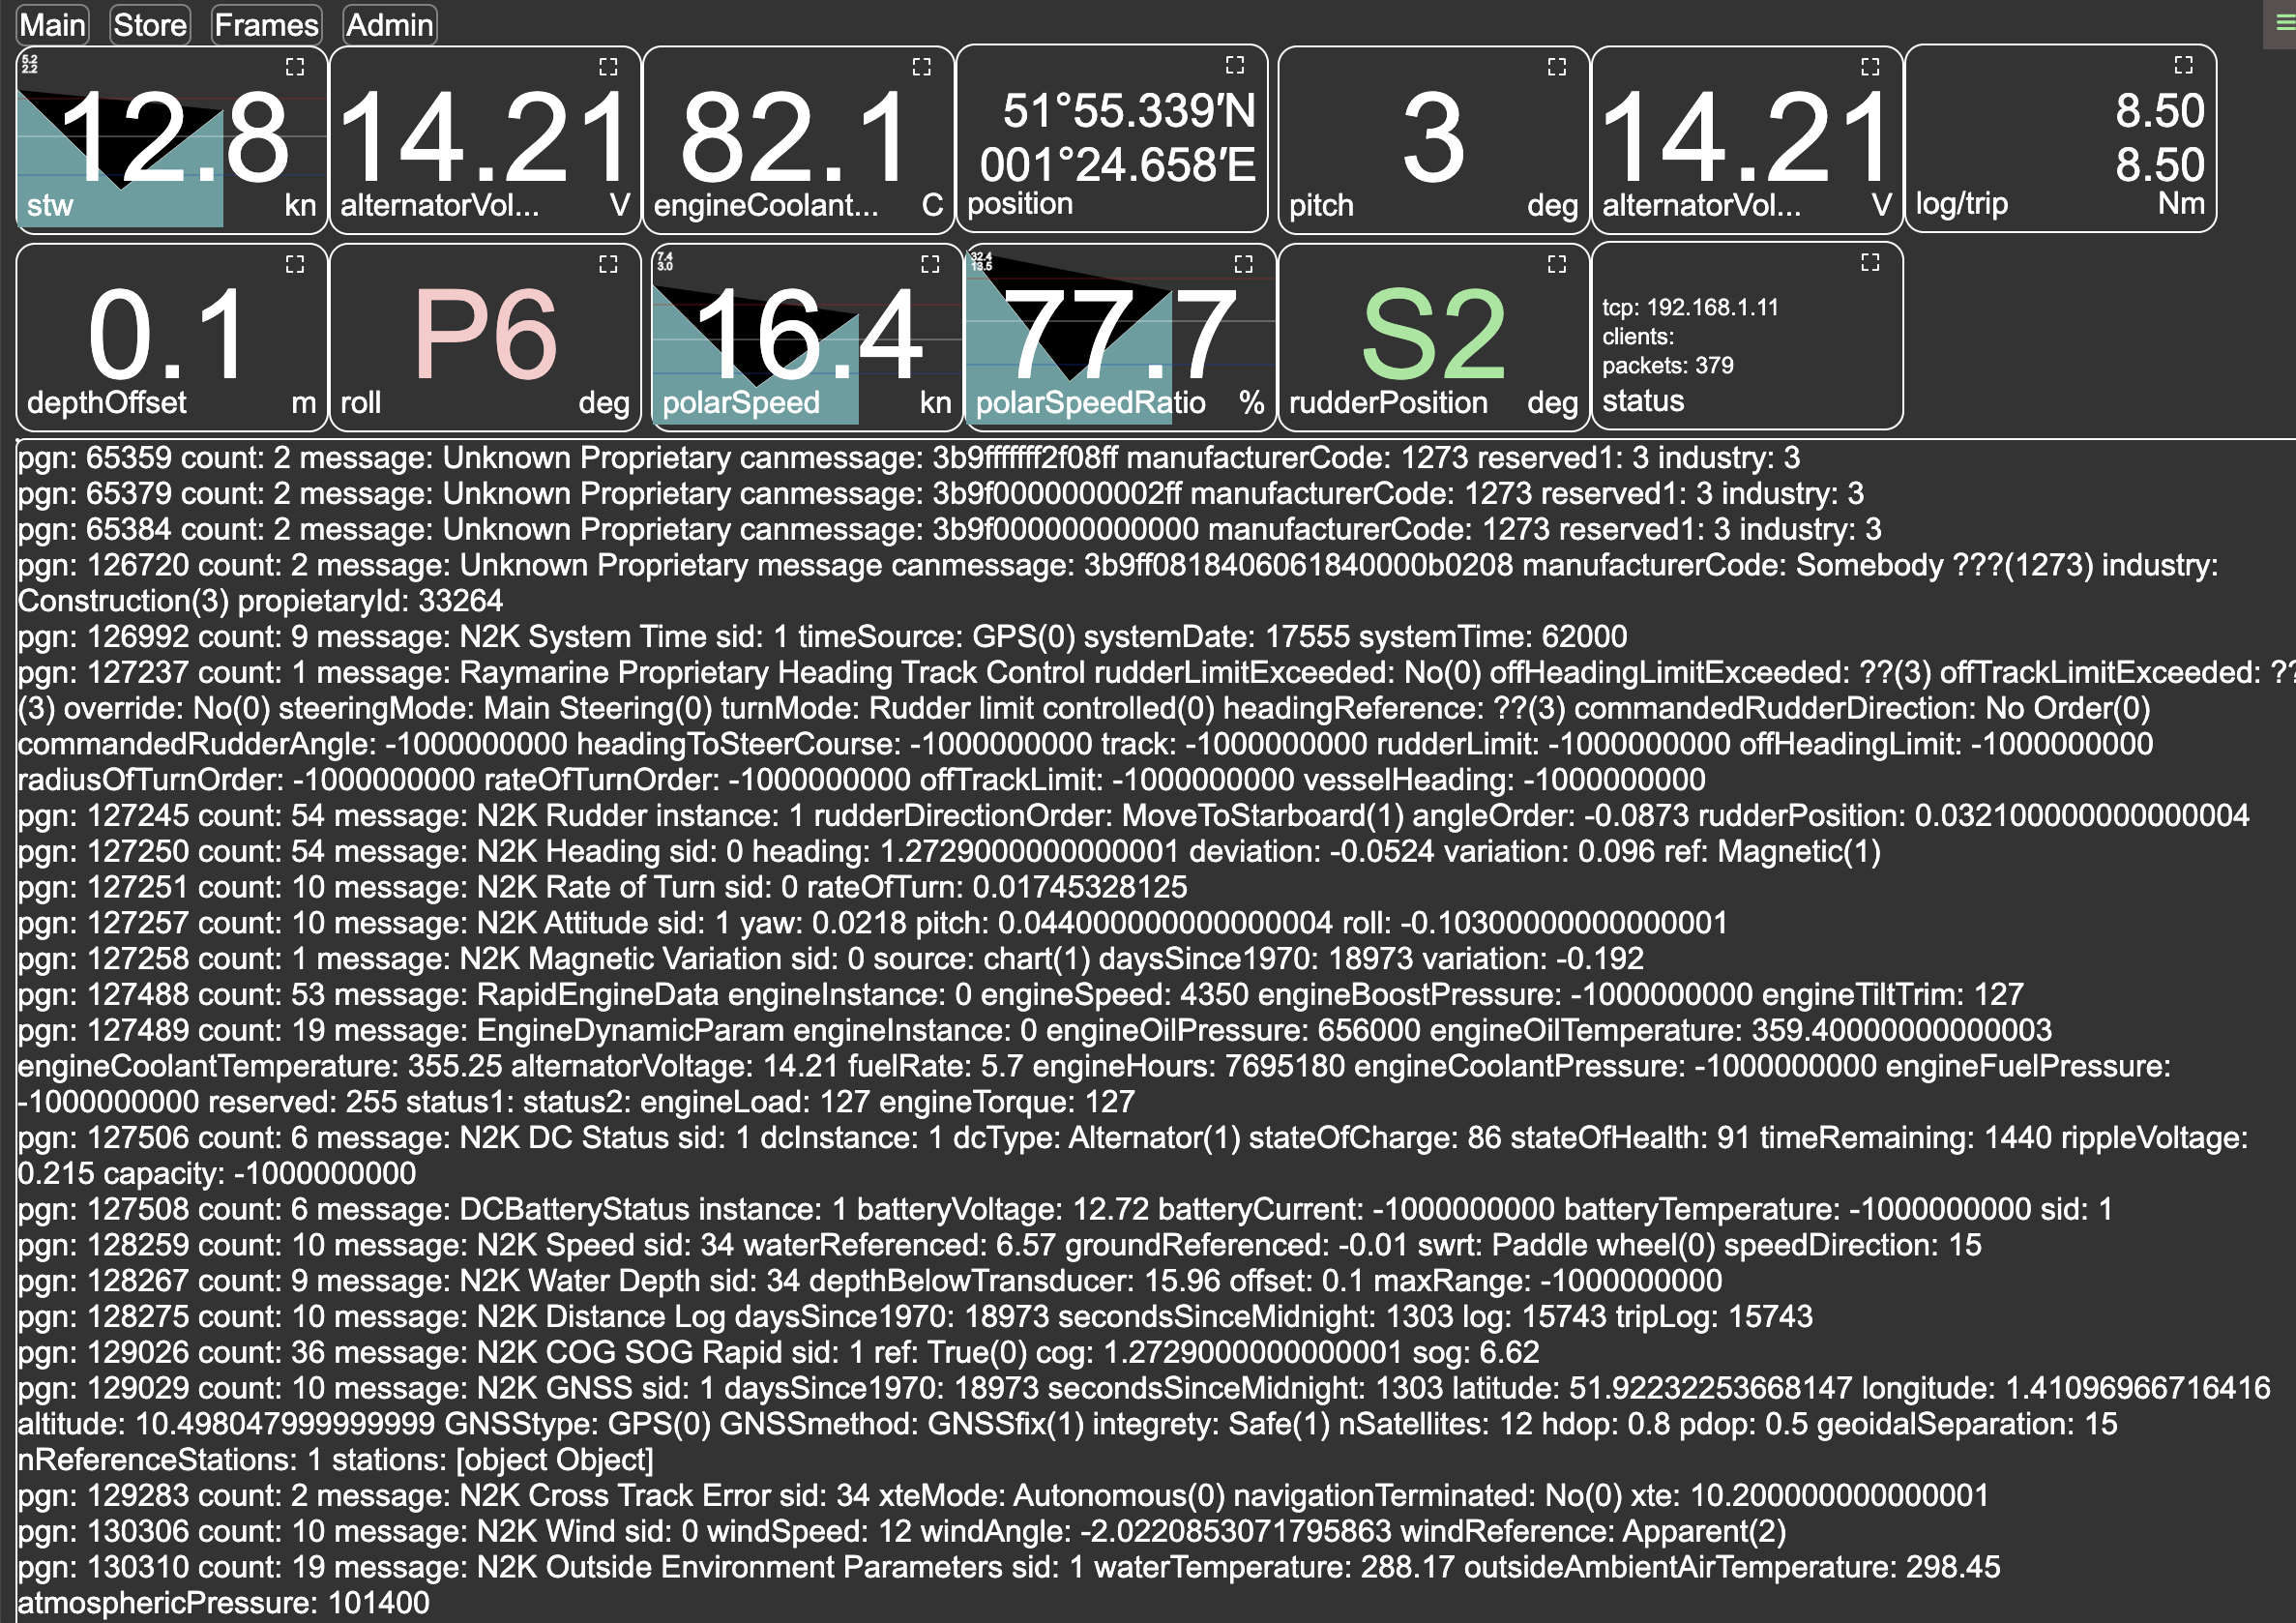 Main Store Frames Admin
5.2
2.2
12.8
stw kn
14.21
alternatorVol... V
82.1
engineCoolant... C
51°55.339′N
001°24.658′E
position
3
pitch deg
14.21
alternatorVol... V
8.50
8.50
log/trip Nm
0.1
depthOffset m
P6
roll deg
7.4
3.0
16.4
polarSpeed kn
32.4
13.5
77.7
polarSpeedRatio %
S2
rudderPosition deg
tcp: 192.168.1.11
clients:
packets: 379
status
pgn: 65359 count: 2 message: Unknown Proprietary canmessage: 3b9fffffff2f08ff manufacturerCode: 1273 reserved1: 3 industry: 3
pgn: 65379 count: 2 message: Unknown Proprietary canmessage: 3b9f0000000002ff manufacturerCode: 1273 reserved1: 3 industry: 3
pgn: 65384 count: 2 message: Unknown Proprietary canmessage: 3b9f000000000000 manufacturerCode: 1273 reserved1: 3 industry: 3
pgn: 126720 count: 2 message: Unknown Proprietary message canmessage: 3b9ff0818406061840000b0208 manufacturerCode: Somebody ???(1273) industry:
Construction(3) propietaryId: 33264
pgn: 126992 count: 9 message: N2K System Time sid: 1 timeSource: GPS(0) systemDate: 17555 systemTime: 62000
pgn: 127237 count: 1 message: Raymarine Proprietary Heading Track Control rudderLimitExceeded: No(0) offHeadingLimitExceeded: ??(3) offTrackLimitExceeded: ??
(3) override: No(0) steeringMode: Main Steering(0) turnMode: Rudder limit controlled(0) headingReference: ??(3) commandedRudderDirection: No Order(0)
commandedRudderAngle: -1000000000 headingToSteerCourse: -1000000000 track: -1000000000 rudderLimit: -1000000000 offHeadingLimit: -1000000000
radiusOfTurnOrder: -1000000000 rateOfTurnOrder: -1000000000 offTrackLimit: -1000000000 vesselHeading: -1000000000
pgn: 127245 count: 54 message: N2K Rudder instance: 1 rudderDirectionOrder: MoveToStarboard(1) angleOrder: -0.0873 rudderPosition: 0.032100000000000004
pgn: 127250 count: 54 message: N2K Heading sid: 0 heading: 1.2729000000000001 deviation: -0.0524 variation: 0.096 ref: Magnetic(1)
pgn: 127251 count: 10 message: N2K Rate of Turn sid: 0 rateOfTurn: 0.01745328125
pgn: 127257 count: 10 message: N2K Attitude sid: 1 yaw: 0.0218 pitch: 0.044000000000000004 roll: -0.10300000000000001
pgn: 127258 count: 1 message: N2K Magnetic Variation sid: 0 source: chart(1) daysSince1970: 18973 variation: -0.192
pgn: 127488 count: 53 message: RapidEngineData engineInstance: 0 engineSpeed: 4350 engineBoostPressure: -1000000000 engineTiltTrim: 127
pgn: 127489 count: 19 message: EngineDynamicParam engineInstance: 0 engineOilPressure: 656000 engineOilTemperature: 359.40000000000003
engineCoolantTemperature: 355.25 alternatorVoltage: 14.21 fuelRate: 5.7 engineHours: 7695180 engineCoolantPressure: -1000000000 engineFuelPressure:
-1000000000 reserved: 255 status1: status2: engineLoad: 127 engineTorque: 127
pgn: 127506 count: 6 message: N2K DC Status sid: 1 dcInstance: 1 dcType: Alternator(1) stateOfCharge: 86 stateOfHealth: 91 timeRemaining: 1440 rippleVoltage:
0.215 capacity: -1000000000
pgn: 127508 count: 6 message: DCBatteryStatus instance: 1 batteryVoltage: 12.72 batteryCurrent: -1000000000 batteryTemperature: -1000000000 sid: 1
pgn: 128259 count: 10 message: N2K Speed sid: 34 waterReferenced: 6.57 groundReferenced: -0.01 swrt: Paddle wheel(0) speedDirection: 15
pgn: 128267 count: 9 message: N2K Water Depth sid: 34 depthBelowTransducer: 15.96 offset: 0.1 maxRange: -1000000000
pgn: 128275 count: 10 message: N2K Distance Log daysSince1970: 18973 secondsSinceMidnight: 1303 log: 15743 tripLog: 15743
pgn: 129026 count: 36 message: N2K COG SOG Rapid sid: 1 ref: True(0) cog: 1.2729000000000001 sog: 6.62
pgn: 129029 count: 10 message: N2K GNSS sid: 1 daysSince1970: 18973 secondsSinceMidnight: 1303 latitude: 51.92232253668147 longitude: 1.41096966716416
altitude: 10.498047999999999 GNSStype: GPS(0) GNSSmethod: GNSSfix(1) integrety: Safe(1) nSatellites: 12 hdop: 0.8 pdop: 0.5 geoidalSeparation: 15
nReferenceStations: 1 stations: [object Object]
pgn: 129283 count: 2 message: N2K Cross Track Error sid: 34 xteMode: Autonomous(0) navigationTerminated: No(0) xte: 10.200000000000001
pgn: 130306 count: 10 message: N2K Wind sid: 0 windSpeed: 12 windAngle: -2.0220853071795863 windReference: Apparent(2)
pgn: 130310 count: 19 message: N2K Outside Environment Parameters sid: 1 waterTemperature: 288.17 outsideAmbientAirTemperature: 298.45
atmosphericPressure: 101400